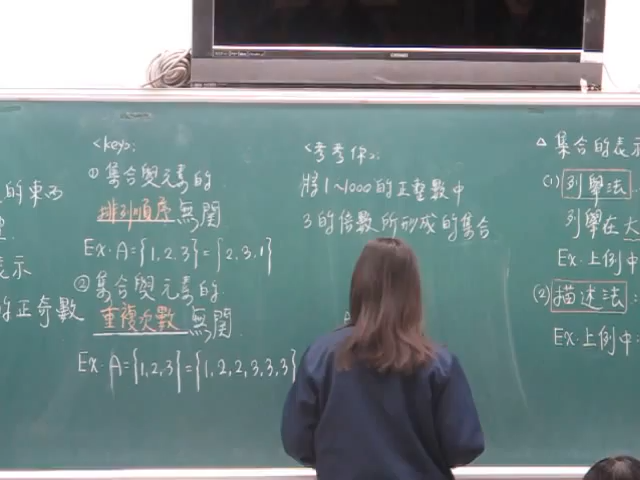 的東西
表示
的正奇數
<key>:
① 集合與元素的
排列順序無關
Ex. A={1,2,3}={2,3,1}
② 集合與元素的
重複次數無關
Ex. A={1,2,3}={1,2,2,3,3,3}
<考考你>:
將1~1000的正整數中
3的倍數所形成的集合
△ 集合的表示
(1) 列舉法
列舉在大
Ex. 上例中
(2) 描述法
Ex. 上例中